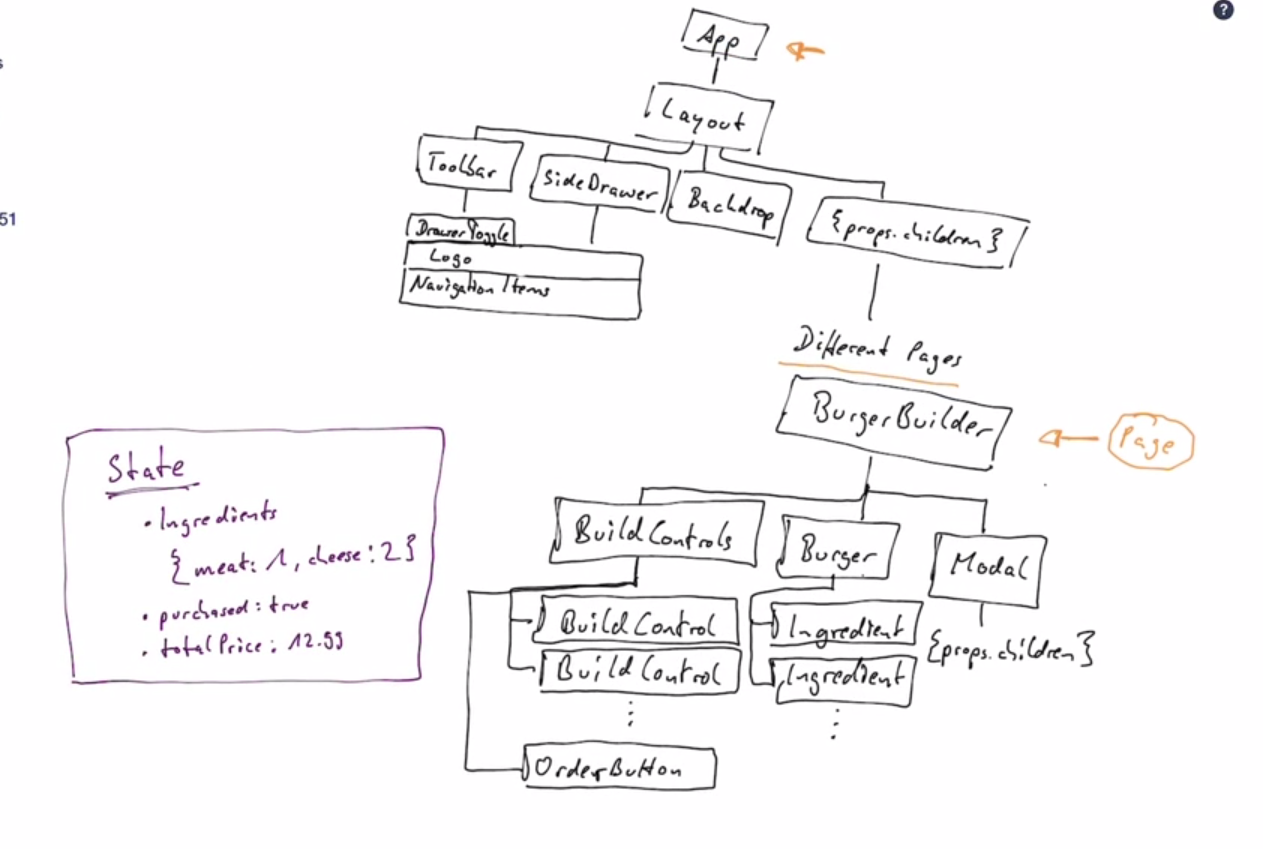 ?
App
Layout
Toolbar
SideDrawer
Backdrop
{props.children}
DrawerToggle
Logo
Navigation Items
s
51
Different Pages
BurgerBuilder
Page
State
• Ingredients
{meat: 1, cheese: 2}
• purchased: true
• totalPrice: 12.99
BuildControls
Burger
Modal
BuildControl
Ingredient
{props.children}
BuildControl
Ingredient
OrderButton